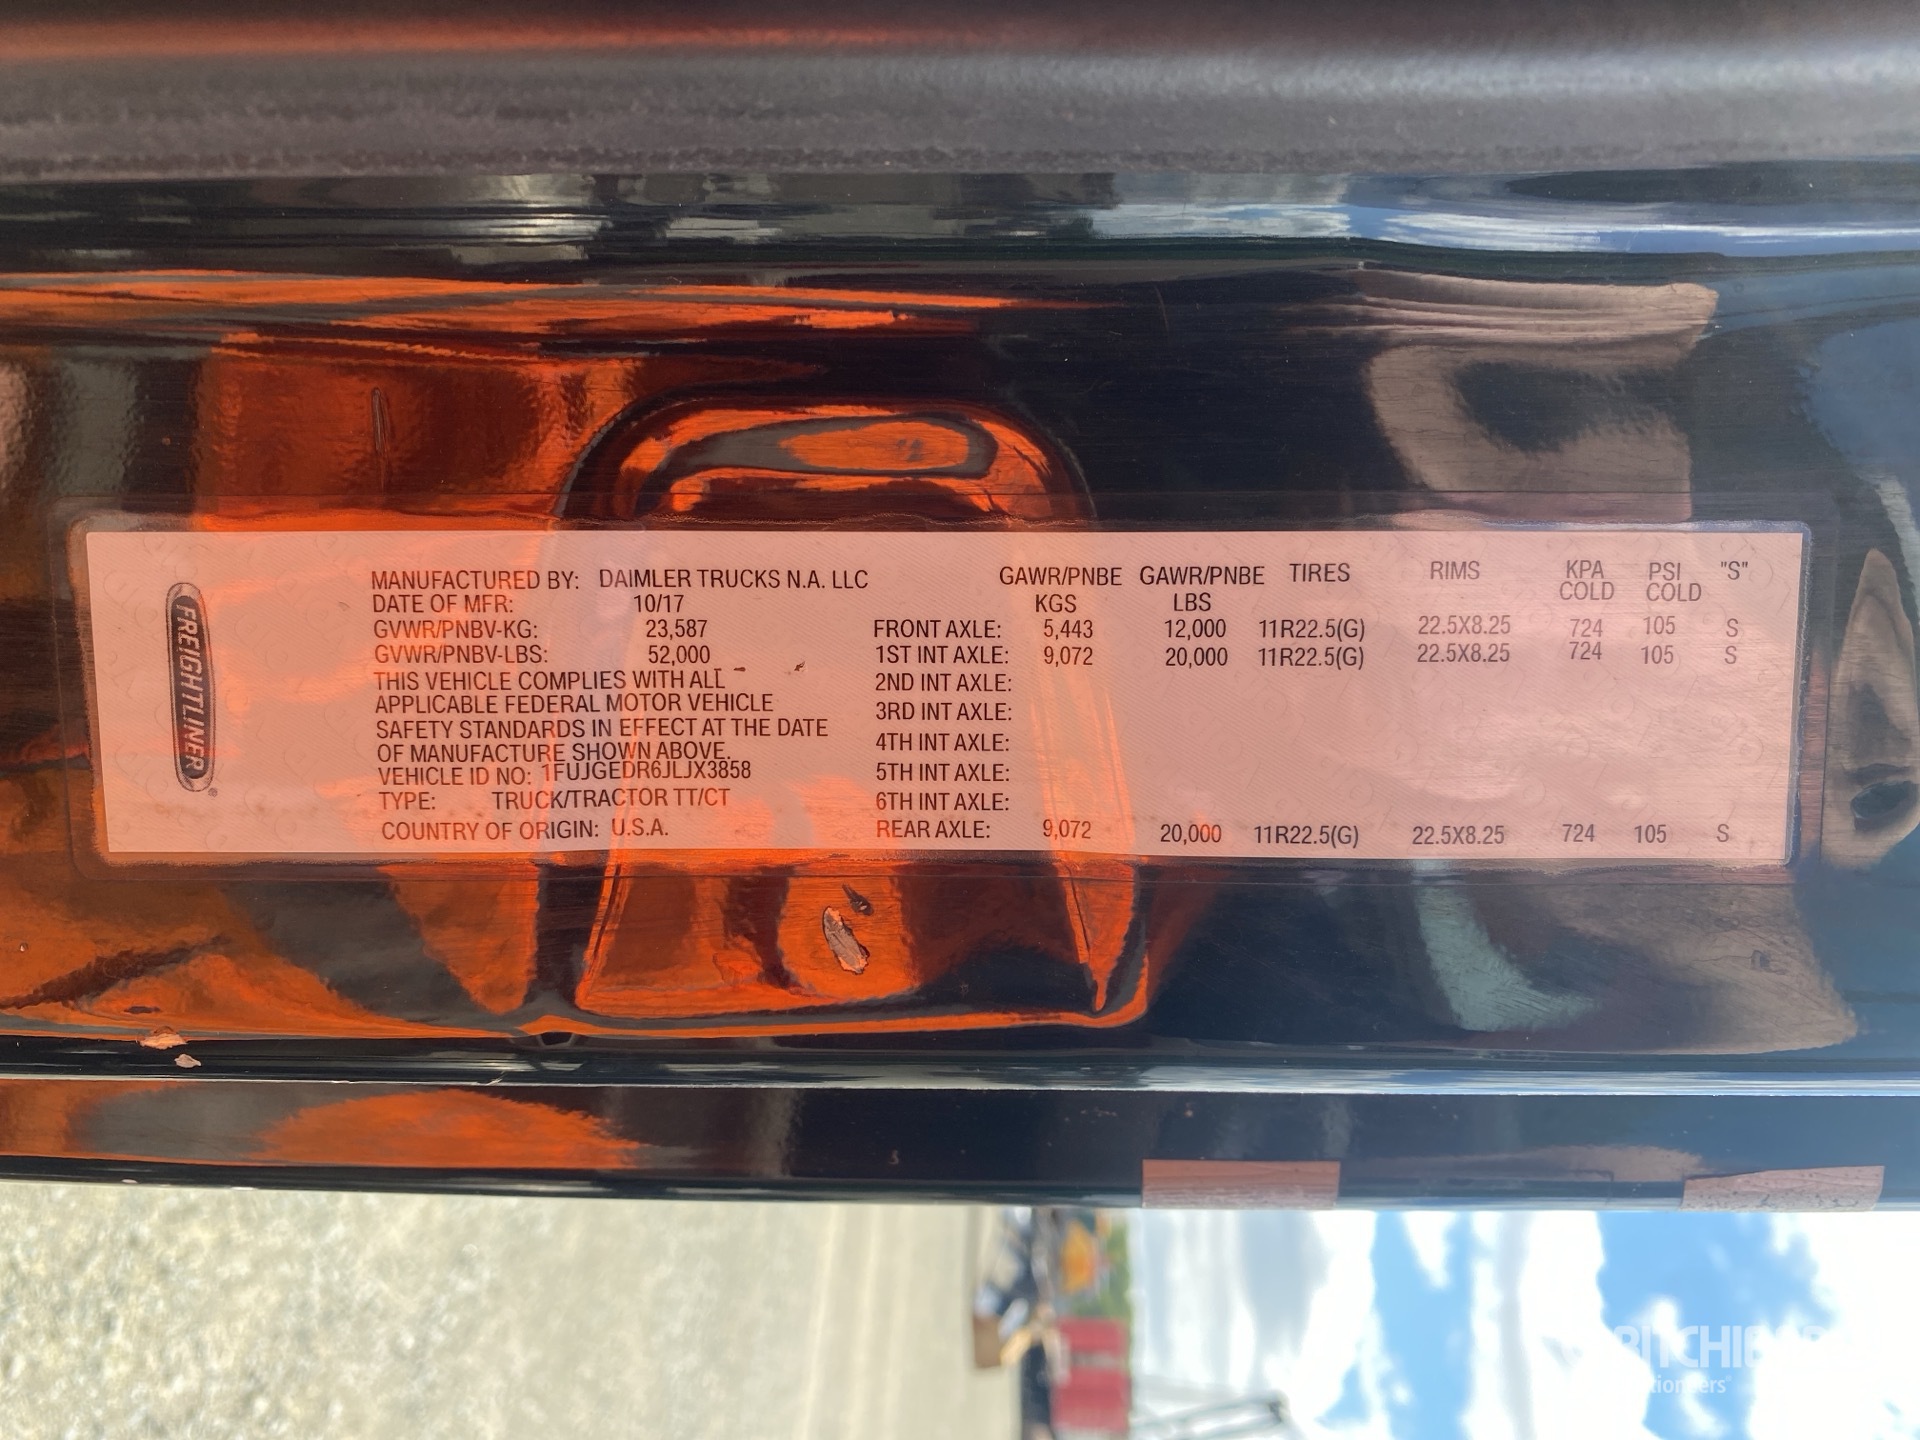 FREIGHTLINER®
MANUFACTURED BY: DAIMLER TRUCKS N.A. LLC
DATE OF MFR: 10/17
GVWR/PNBV-KG: 23,587
GVWR/PNBV-LBS: 52,000
THIS VEHICLE COMPLIES WITH ALL
APPLICABLE FEDERAL MOTOR VEHICLE
SAFETY STANDARDS IN EFFECT AT THE DATE
OF MANUFACTURE SHOWN ABOVE.
VEHICLE ID NO: 1FUJGEDR6JLJX3858
TYPE: TRUCK/TRACTOR TT/CT
COUNTRY OF ORIGIN: U.S.A.
GAWR/PNBE GAWR/PNBE TIRES RIMS KPA PSI "S"
KGS LBS COLD COLD
FRONT AXLE: 5,443 12,000 11R22.5(G) 22.5X8.25 724 105 S
1ST INT AXLE: 9,072 20,000 11R22.5(G) 22.5X8.25 724 105 S
2ND INT AXLE:
3RD INT AXLE:
4TH INT AXLE:
5TH INT AXLE:
6TH INT AXLE:
REAR AXLE: 9,072 20,000 11R22.5(G) 22.5X8.25 724 105 S